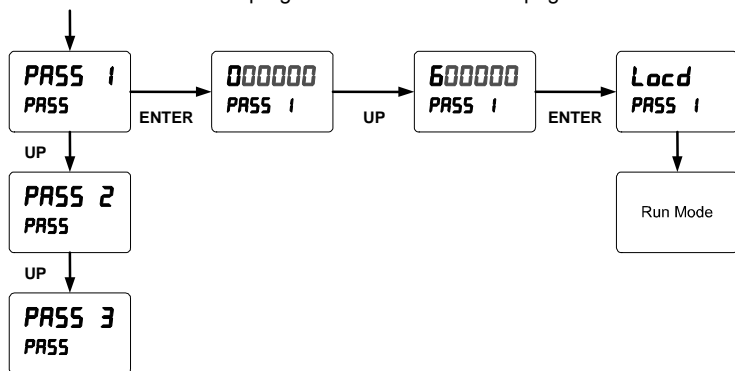 PASS 1
PASS
ENTER
000000
PASS 1
UP
600000
PASS 1
ENTER
Locd
PASS 1
Run Mode
UP
PASS 2
PASS
UP
PASS 3
PASS